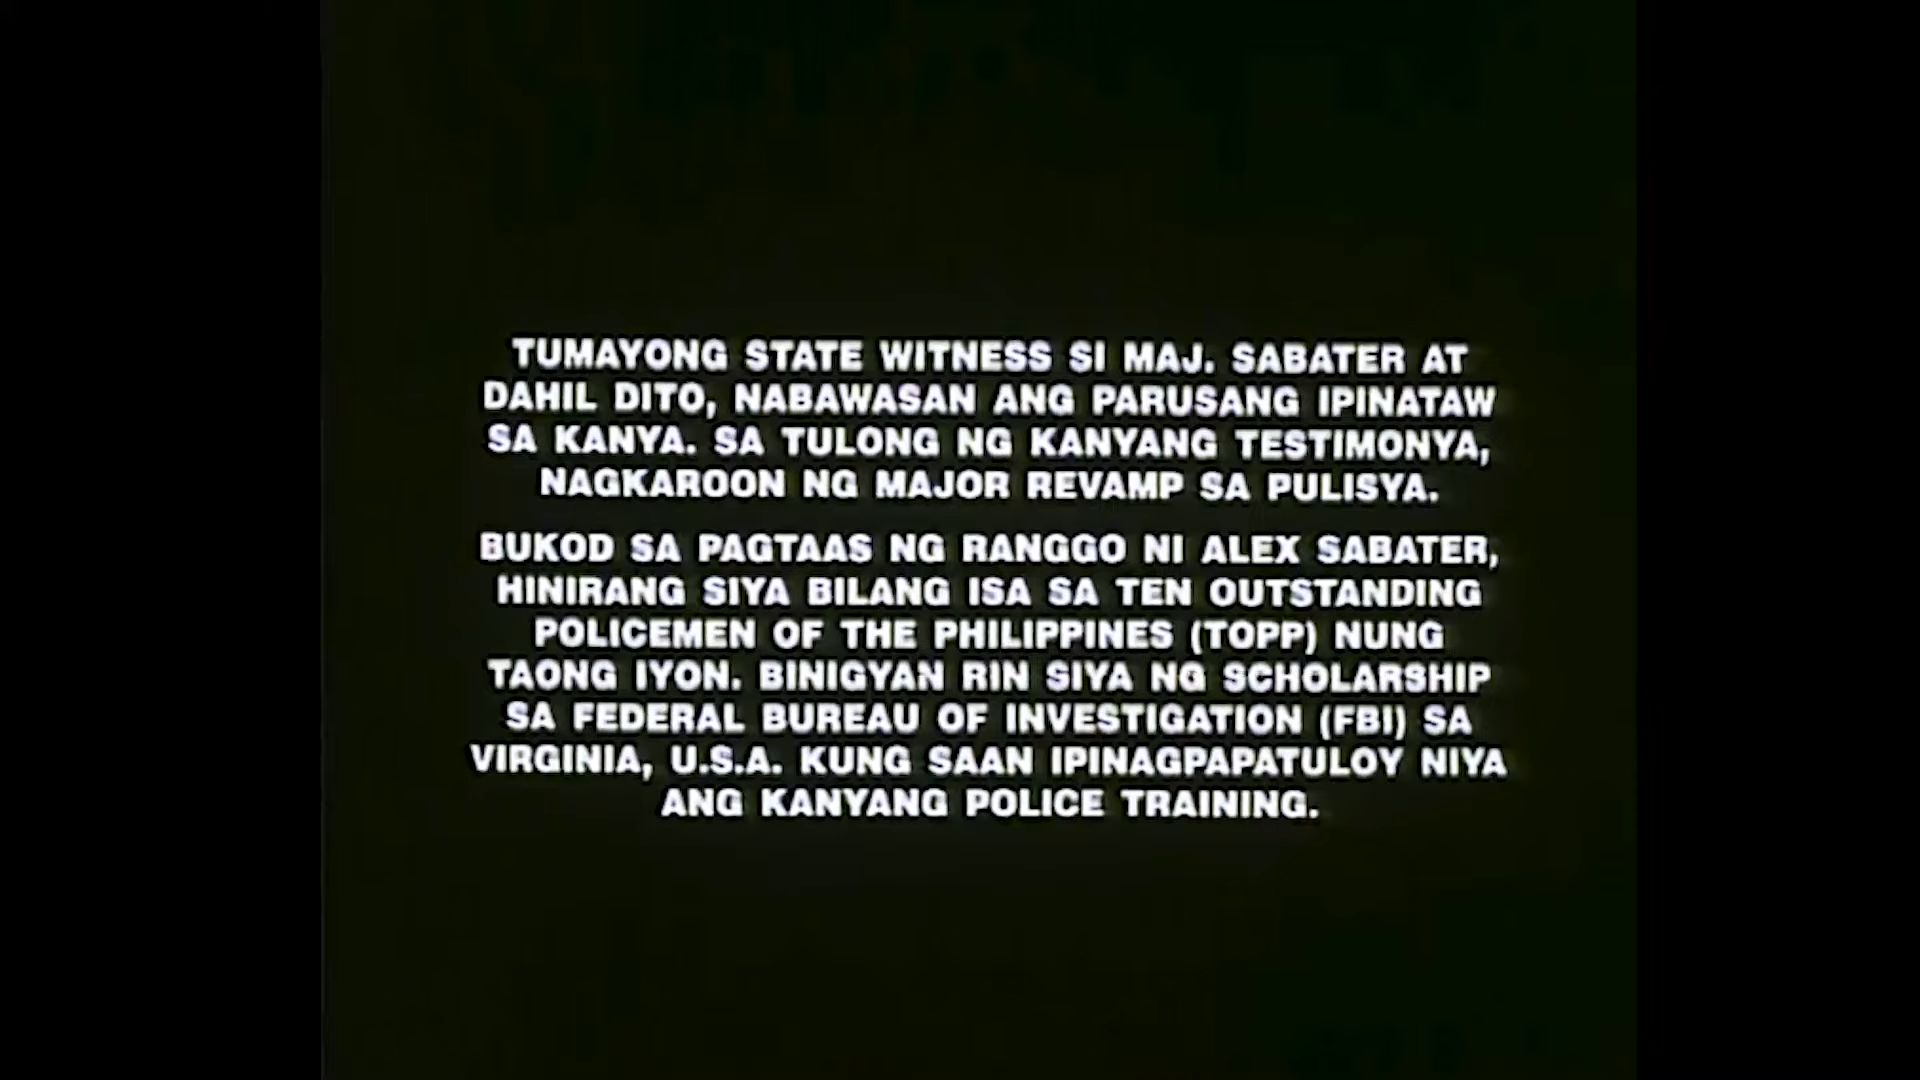 TUMAYONG STATE WITNESS SI MAJ. SABATER AT
DAHIL DITO, NABAWASAN ANG PARUSANG IPINATAW
SA KANYA. SA TULONG NG KANYANG TESTIMONYA,
NAGKAROON NG MAJOR REVAMP SA PULISYA.
BUKOD SA PAGTAAS NG RANGGO NI ALEX SABATER,
HINIRANG SIYA BILANG ISA SA TEN OUTSTANDING
POLICEMEN OF THE PHILIPPINES (TOPP) NUNG
TAONG IYON. BINIGYAN RIN SIYA NG SCHOLARSHIP
SA FEDERAL BUREAU OF INVESTIGATION (FBI) SA
VIRGINIA, U.S.A. KUNG SAAN IPINAGPAPATULOY NIYA
ANG KANYANG POLICE TRAINING.